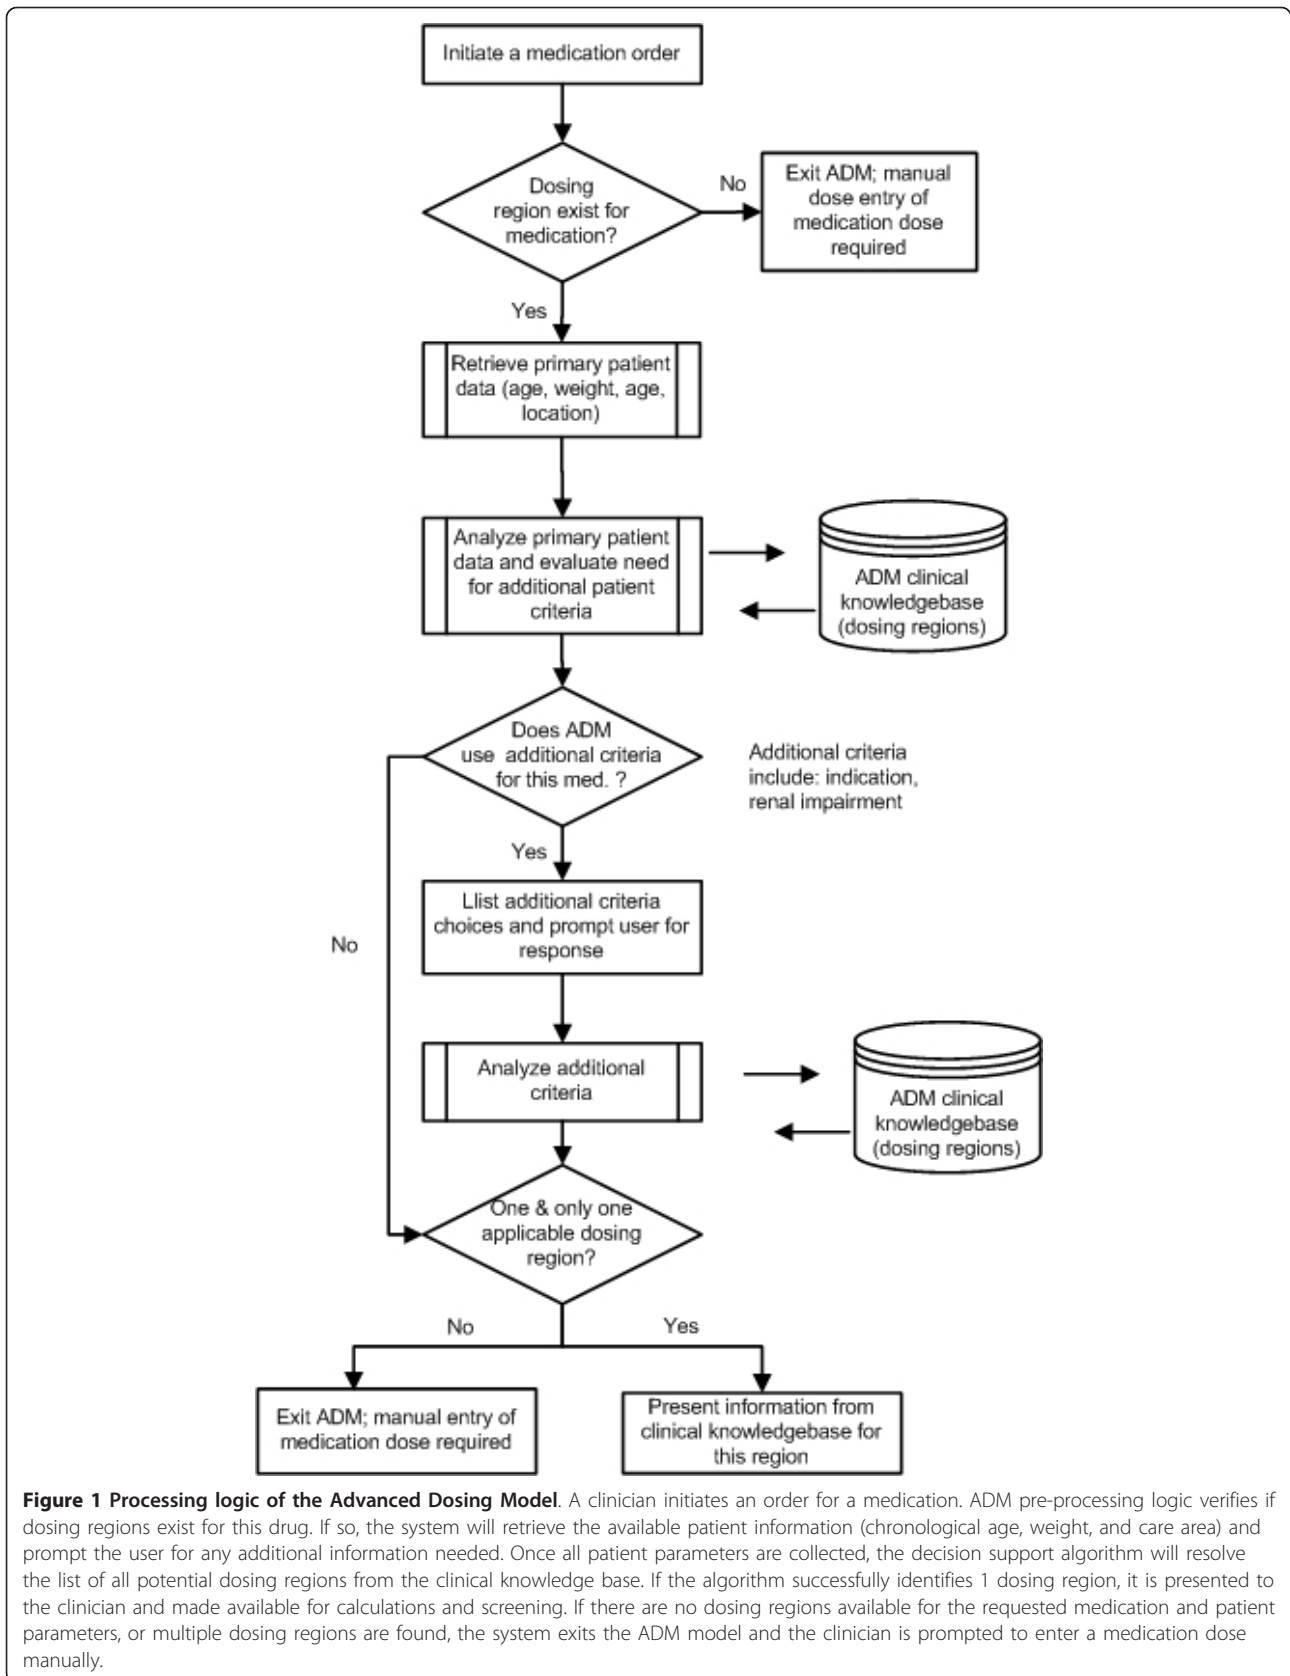 Initiate a medication order
Dosing
region exist for
medication?
No
Exit ADM; manual
dose entry of
medication dose
required
Yes
Retrieve primary patient
data (age, weight, age,
location)
Analyze primary patient
data and evaluate need
for additional patient
criteria
ADM clinical
knowledgebase
(dosing regions)
Does ADM
use additional criteria
for this med. ?
Additional criteria
include: indication,
renal impairment
Yes
Llist additional criteria
choices and prompt user for
response
No
Analyze additional
criteria
ADM clinical
knowledgebase
(dosing regions)
One & only one
applicable dosing
region?
No
Yes
Exit ADM; manual entry of
medication dose required
Present information from
clinical knowledgebase for
this region
Figure 1 Processing logic of the Advanced Dosing Model. A clinician initiates an order for a medication. ADM pre-processing logic verifies if
dosing regions exist for this drug. If so, the system will retrieve the available patient information (chronological age, weight, and care area) and
prompt the user for any additional information needed. Once all patient parameters are collected, the decision support algorithm will resolve
the list of all potential dosing regions from the clinical knowledge base. If the algorithm successfully identifies 1 dosing region, it is presented to
the clinician and made available for calculations and screening. If there are no dosing regions available for the requested medication and patient
parameters, or multiple dosing regions are found, the system exits the ADM model and the clinician is prompted to enter a medication dose
manually.